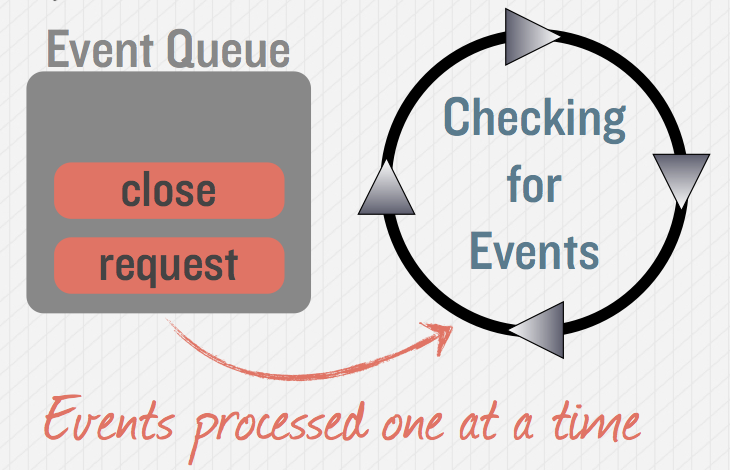 Event Queue
close
request
Checking
for
Events
Events processed one at a time